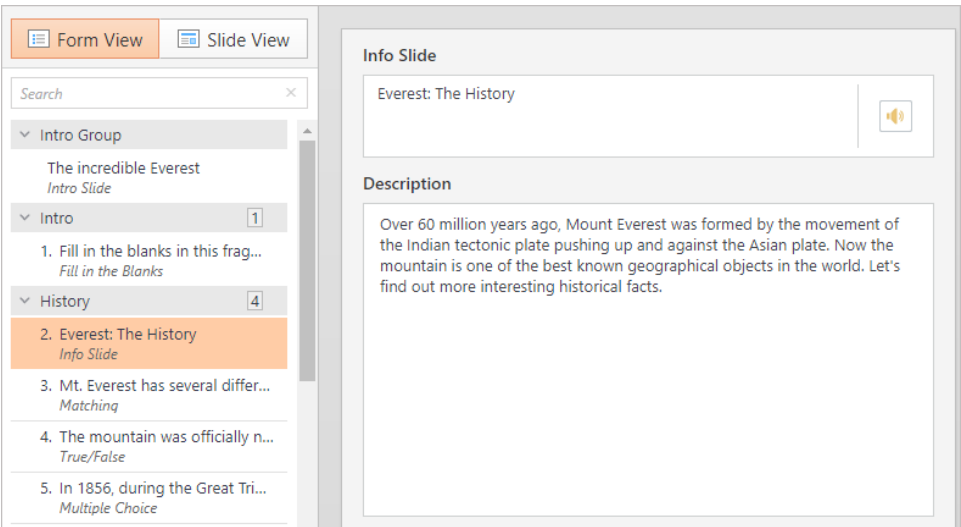 Form View
Slide View
Search
Intro Group
The incredible Everest
Intro Slide
Intro
1
1. Fill in the blanks in this frag...
Fill in the Blanks
History
4
2. Everest: The History
Info Slide
3. Mt. Everest has several differ...
Matching
4. The mountain was officially n...
True/False
5. In 1856, during the Great Tri...
Multiple Choice
Info Slide
Everest: The History
Description
Over 60 million years ago, Mount Everest was formed by the movement of
the Indian tectonic plate pushing up and against the Asian plate. Now the
mountain is one of the best known geographical objects in the world. Let's
find out more interesting historical facts.